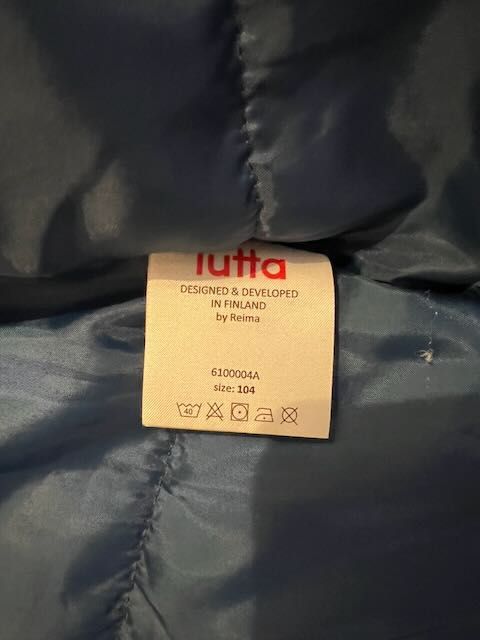 lutta
DESIGNED & DEVELOPED
IN FINLAND
by Reima
6100004A
size: 104
40